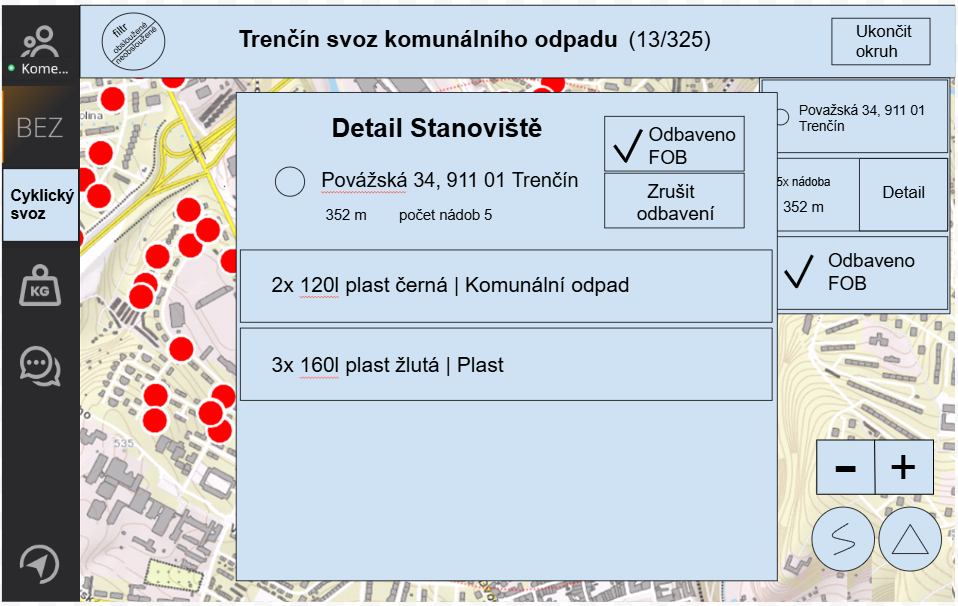 Kome...
BEZ
Cyklický
svoz
KG
filtr
obsloužené
neobsloužené
Trenčín svoz komunálního odpadu (13/325)
Ukončit
okruh
Detail Stanoviště
Povážská 34, 911 01 Trenčín
352 m počet nádob 5
Odbaveno
FOB
Zrušit
odbavení
2x 120l plast černá | Komunální odpad
3x 160l plast žlutá | Plast
Považská 34, 911 01
Trenčín
5x nádoba
352 m
Detail
Odbaveno
FOB
535
- +